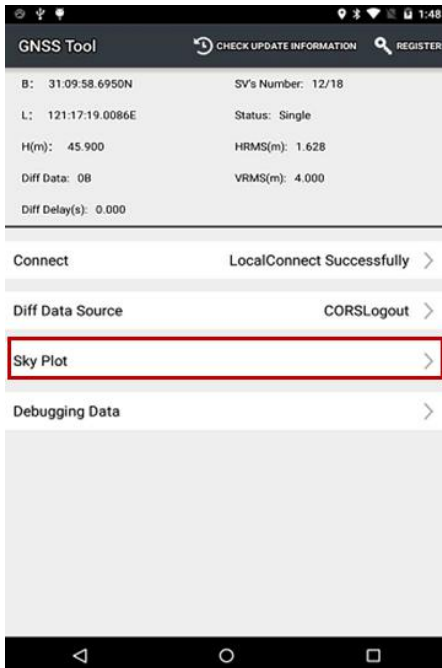 1:48
GNSS Tool CHECK UPDATE INFORMATION REGISTER
B: 31:09:58.6950N SV's Number: 12/18
L: 121:17:19.0086E Status: Single
H(m): 45.900 HRMS(m): 1.628
Diff Data: 0B VRMS(m): 4.000
Diff Delay(s): 0.000
Connect LocalConnect Successfully
Diff Data Source CORSLogout
Sky Plot
Debugging Data